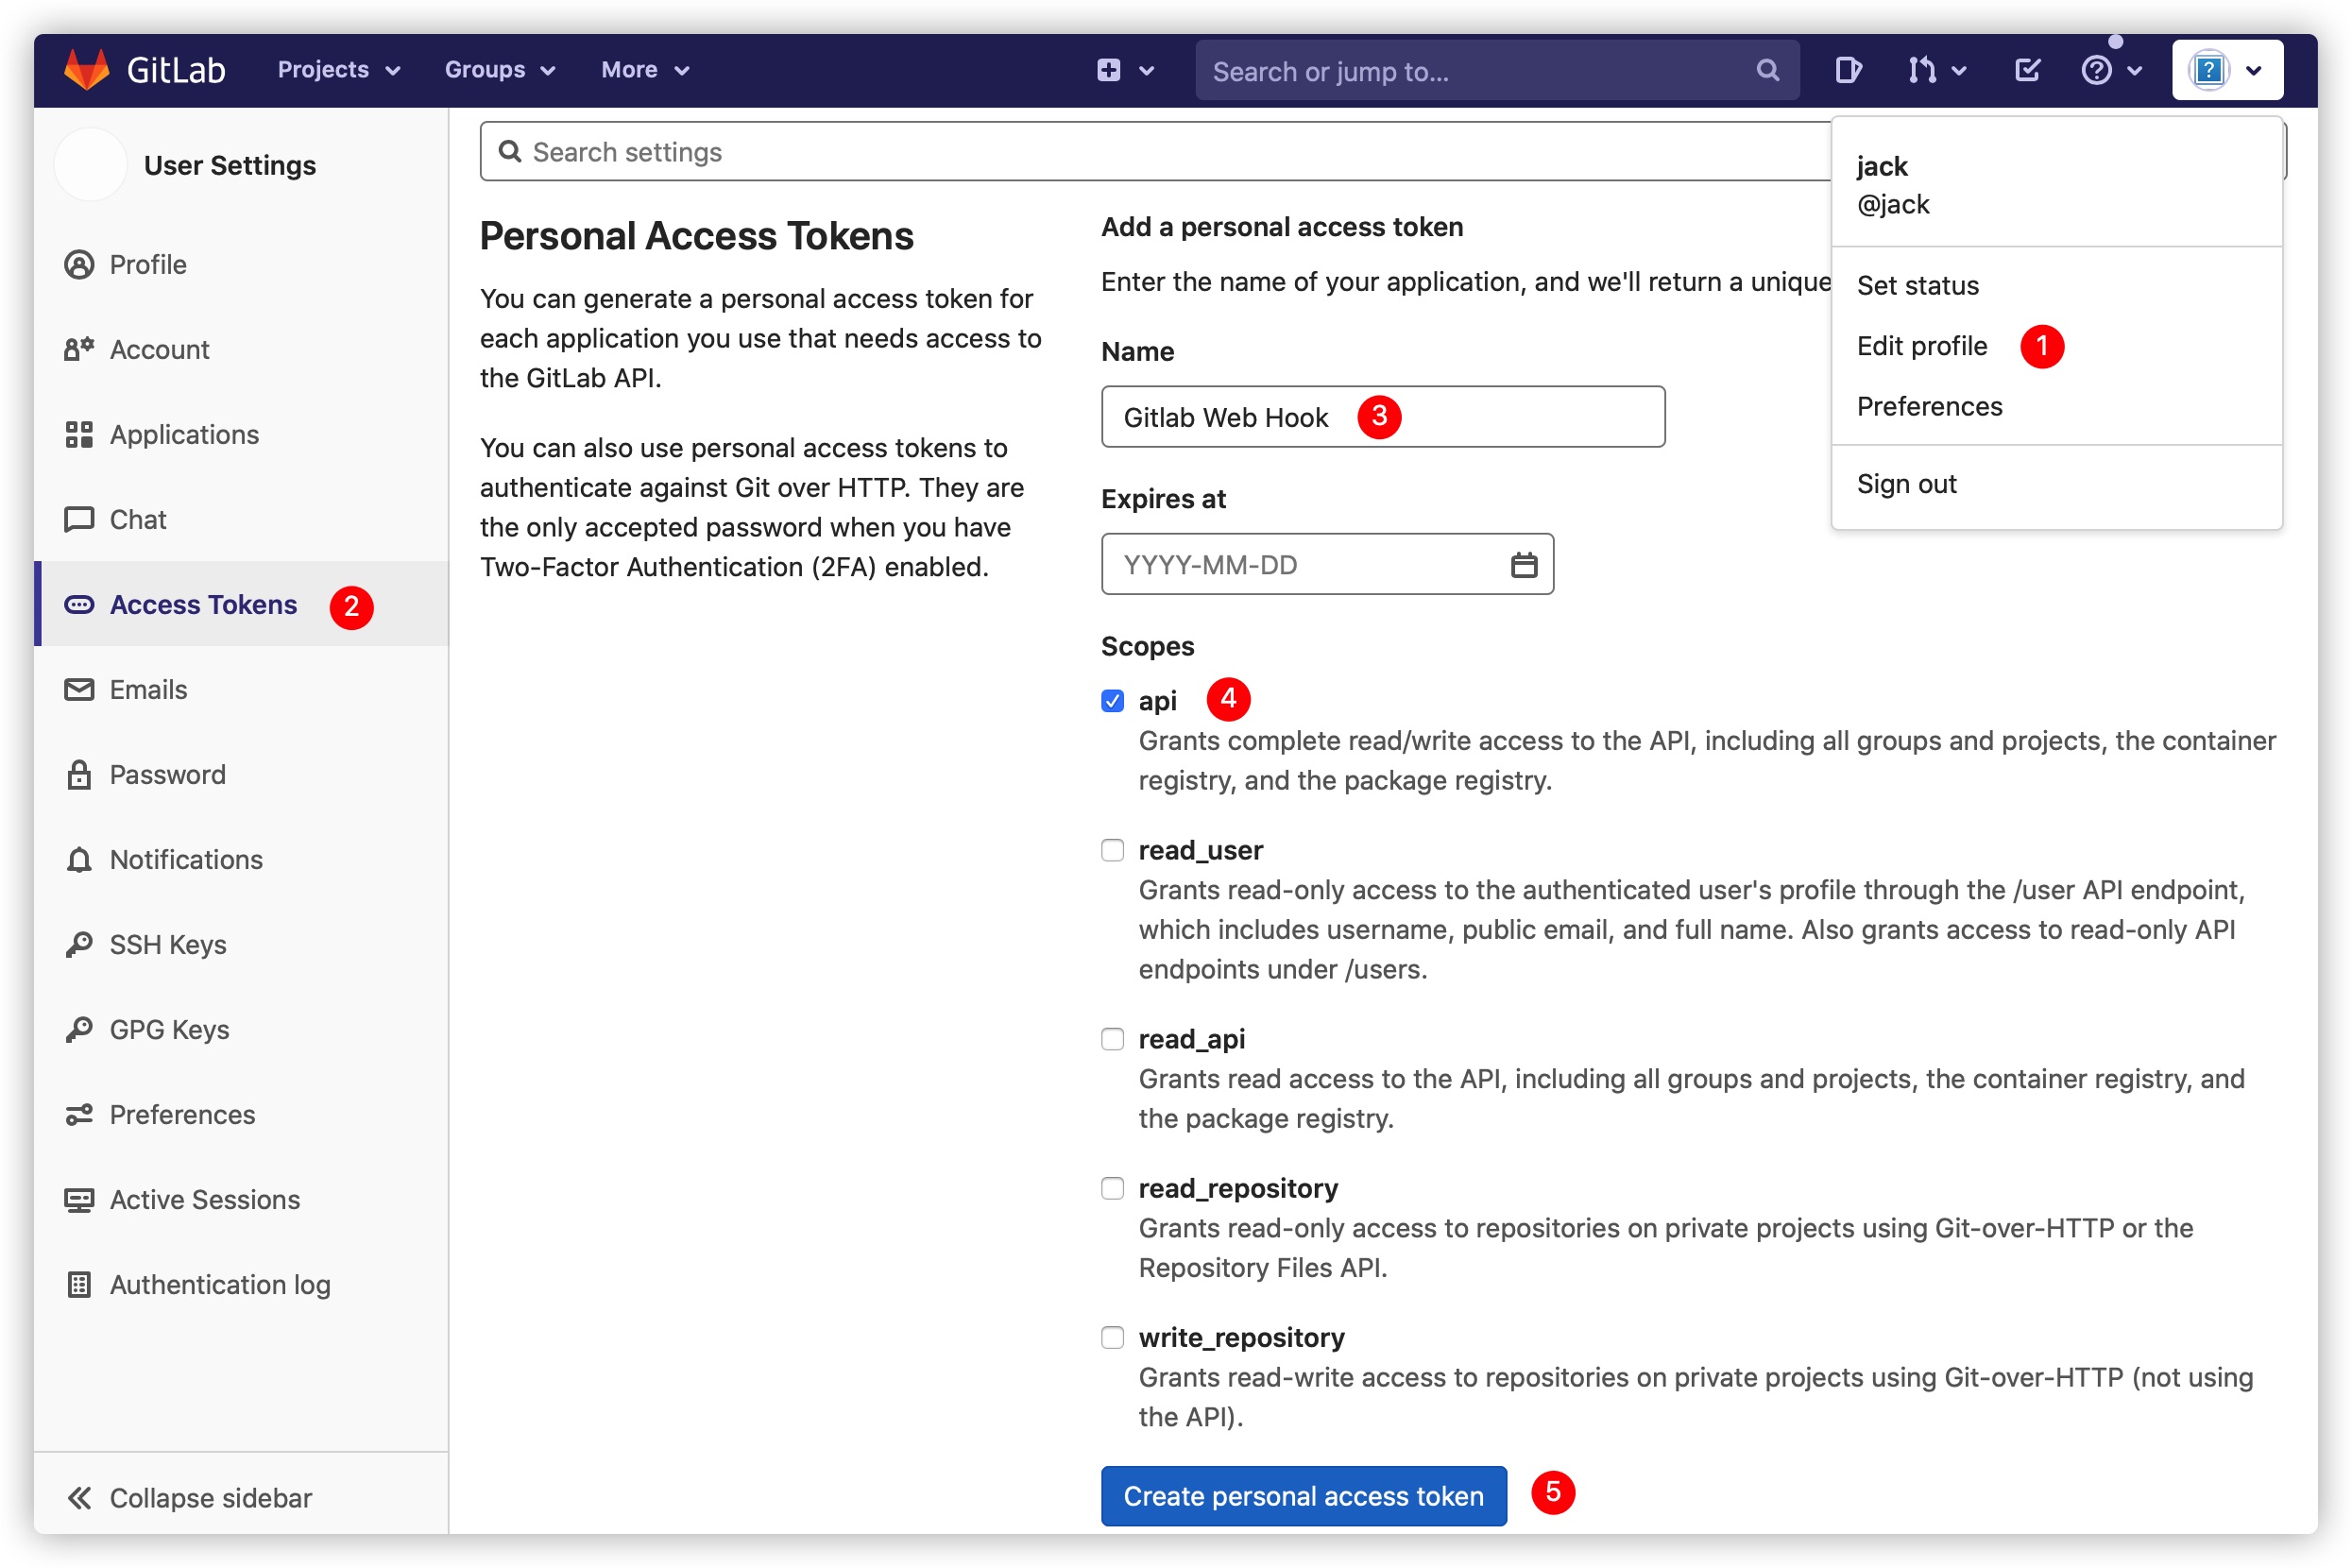 GitLab
Projects
Groups
More
Search or jump to...
?
User Settings
Profile
Account
Applications
Chat
Access Tokens 2
Emails
Password
Notifications
SSH Keys
GPG Keys
Preferences
Active Sessions
Authentication log
Collapse sidebar
Search settings
Personal Access Tokens
You can generate a personal access token for
each application you use that needs access to
the GitLab API.
You can also use personal access tokens to
authenticate against Git over HTTP. They are
the only accepted password when you have
Two-Factor Authentication (2FA) enabled.
Add a personal access token
Enter the name of your application, and we'll return a unique
Name
Gitlab Web Hook 3
Expires at
YYYY-MM-DD
Scopes
api 4
Grants complete read/write access to the API, including all groups and projects, the container
registry, and the package registry.
read_user
Grants read-only access to the authenticated user's profile through the /user API endpoint,
which includes username, public email, and full name. Also grants access to read-only API
endpoints under /users.
read_api
Grants read access to the API, including all groups and projects, the container registry, and
the package registry.
read_repository
Grants read-only access to repositories on private projects using Git-over-HTTP or the
Repository Files API.
write_repository
Grants read-write access to repositories on private projects using Git-over-HTTP (not using
the API).
Create personal access token 5
jack
@jack
Set status
Edit profile 1
Preferences
Sign out